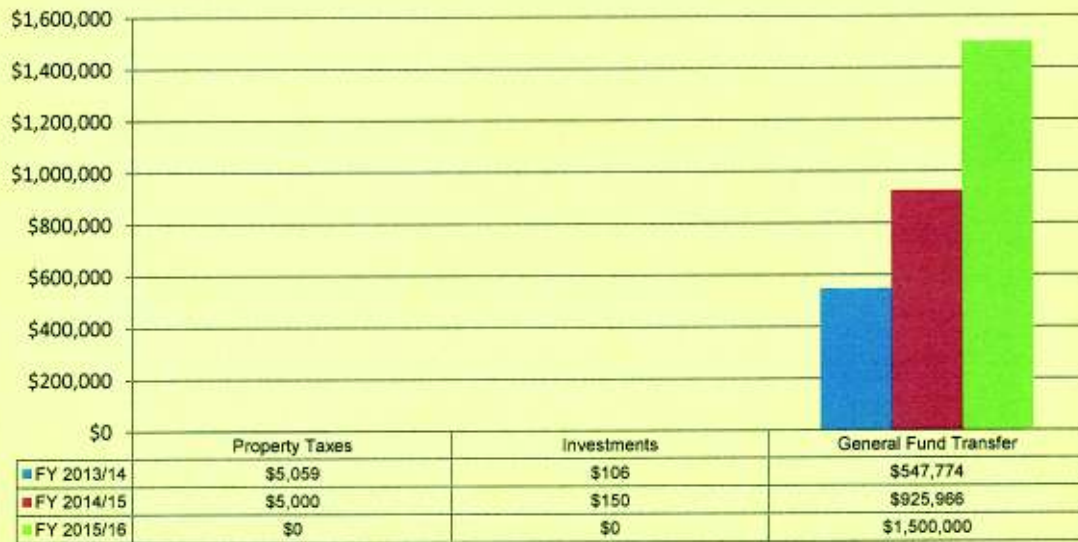 $1,600,000
$1,400,000
$1,200,000
$1,000,000
$800,000
$600,000
$400,000
$200,000
$0
Property Taxes Investments General Fund Transfer
FY 2013/14 $5,059 $106 $547,774
FY 2014/15 $5,000 $150 $925,966
FY 2015/16 $0 $0 $1,500,000